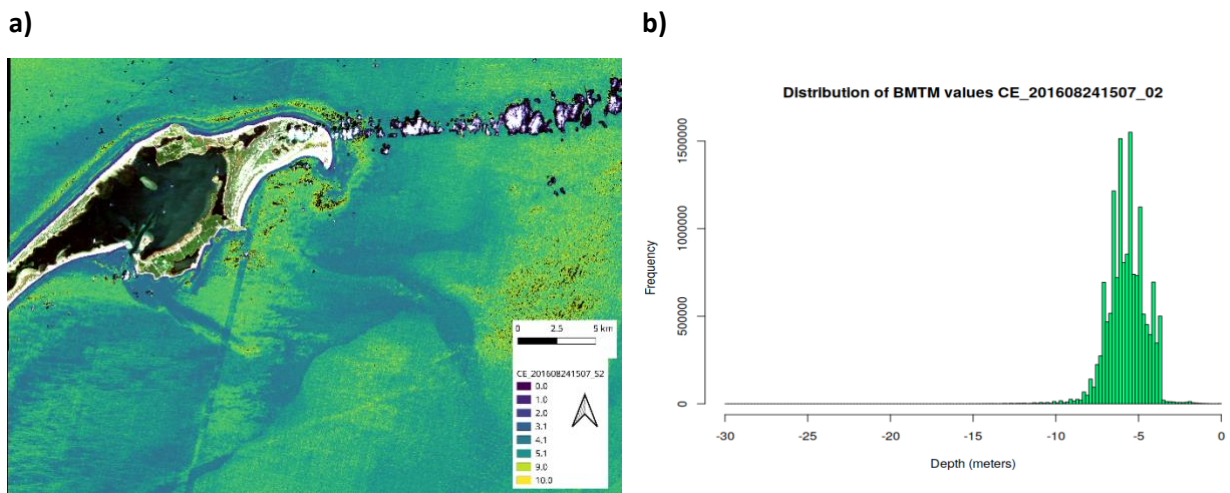 a)
b)
0 2.5 5 km
CE_201608241507_S2
0.0
1.0
2.0
3.1
4.1
5.1
9.0
10.0
Distribution of BMTM values CE_201608241507_02
Frequency
1500000
1000000
500000
0
-30 -25 -20 -15 -10 -5 0
Depth (meters)